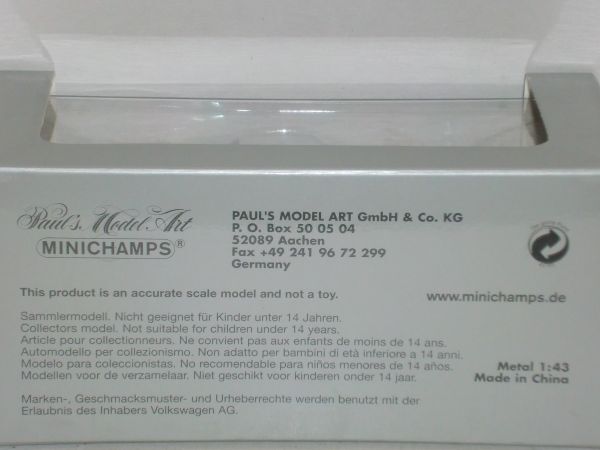 Paul's Model Art
MINICHAMPS®
PAUL'S MODEL ART GmbH & Co. KG
P. O. Box 50 05 04
52089 Aachen
Fax +49 241 96 72 299
Germany
This product is an accurate scale model and not a toy.
www.minichamps.de
Sammlermodell. Nicht geeignet für Kinder unter 14 Jahren.
Collectors model. Not suitable for children under 14 years.
Article pour collectionneurs. Ne convient pas aux enfants de moins de 14 ans.
Automodello per collezionismo. Non adatto per bambini di età inferiore a 14 anni.
Modelo para coleccionistas. No recomendable para niños menores de 14 años.
Modellen voor de verzamelaar. Niet geschikt voor kinderen onder 14 jaar.
Metal 1:43
Made in China
Marken-, Geschmacksmuster- und Urheberrechte werden benutzt mit der
Erlaubnis des Inhabers Volkswagen AG.